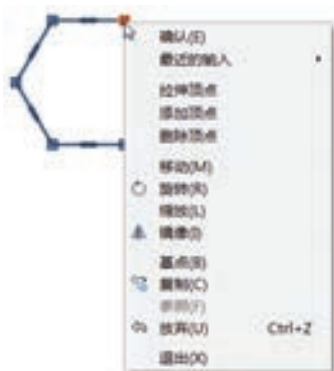 确认(E)
最近的输入
拉伸顶点
添加顶点
删除顶点
移动(M)
旋转(R)
缩放(L)
镜像(I)
基点(B)
复制(C)
参照(F)
放弃(U) Ctrl+Z
退出(X)